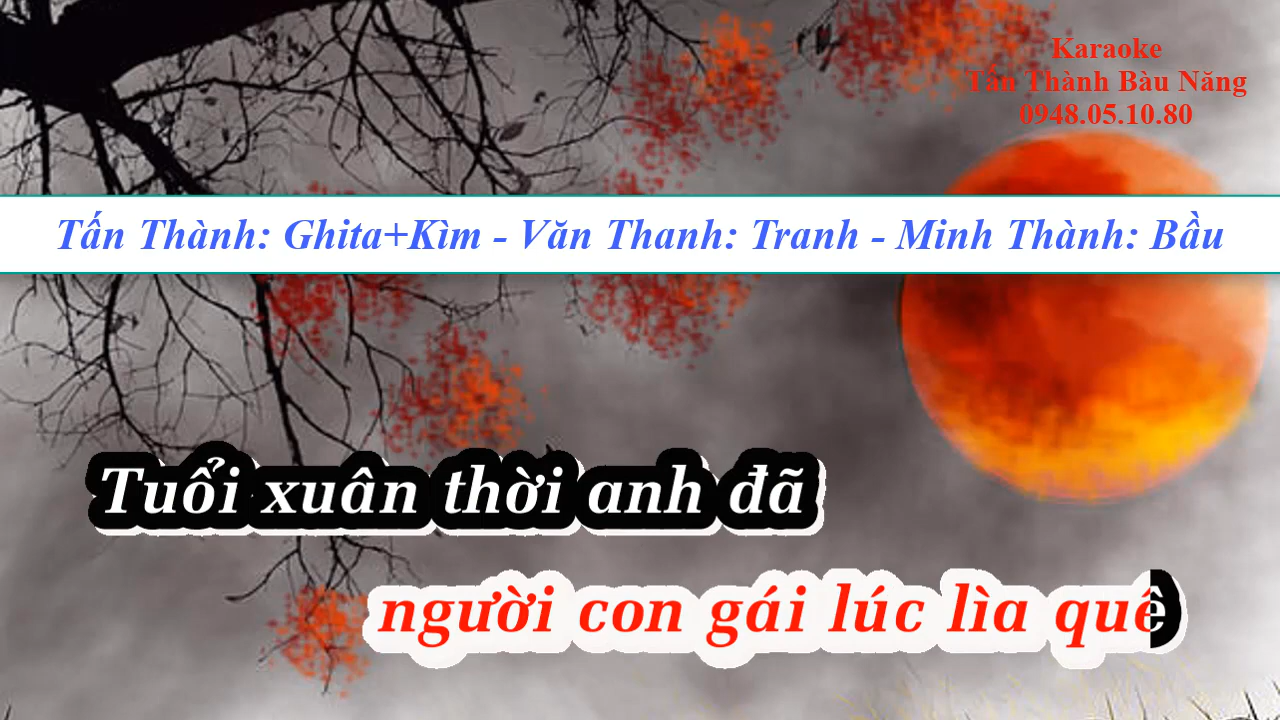 Karaoke
Tấn Thành Bàu Năng
0948.05.10.80
Tấn Thành: Ghita+Kìm - Văn Thanh: Tranh - Minh Thành: Bầu
Tuổi xuân thời anh đã
người con gái lúc lìa quê